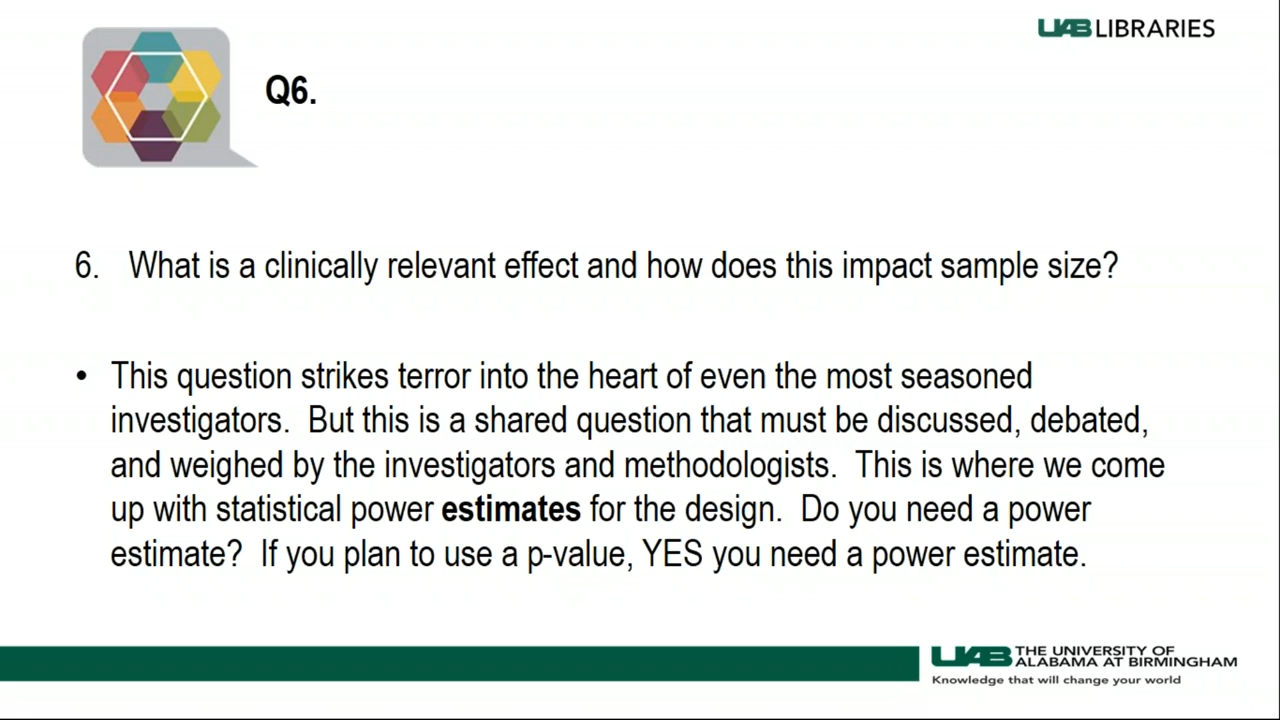 UAB LIBRARIES
Q6.
6. What is a clinically relevant effect and how does this impact sample size?
• This question strikes terror into the heart of even the most seasoned
investigators. But this is a shared question that must be discussed, debated,
and weighed by the investigators and methodologists. This is where we come
up with statistical power estimates for the design. Do you need a power
estimate? If you plan to use a p-value, YES you need a power estimate.
UAB THE UNIVERSITY OF
ALABAMA AT BIRMINGHAM
Knowledge that will change your world